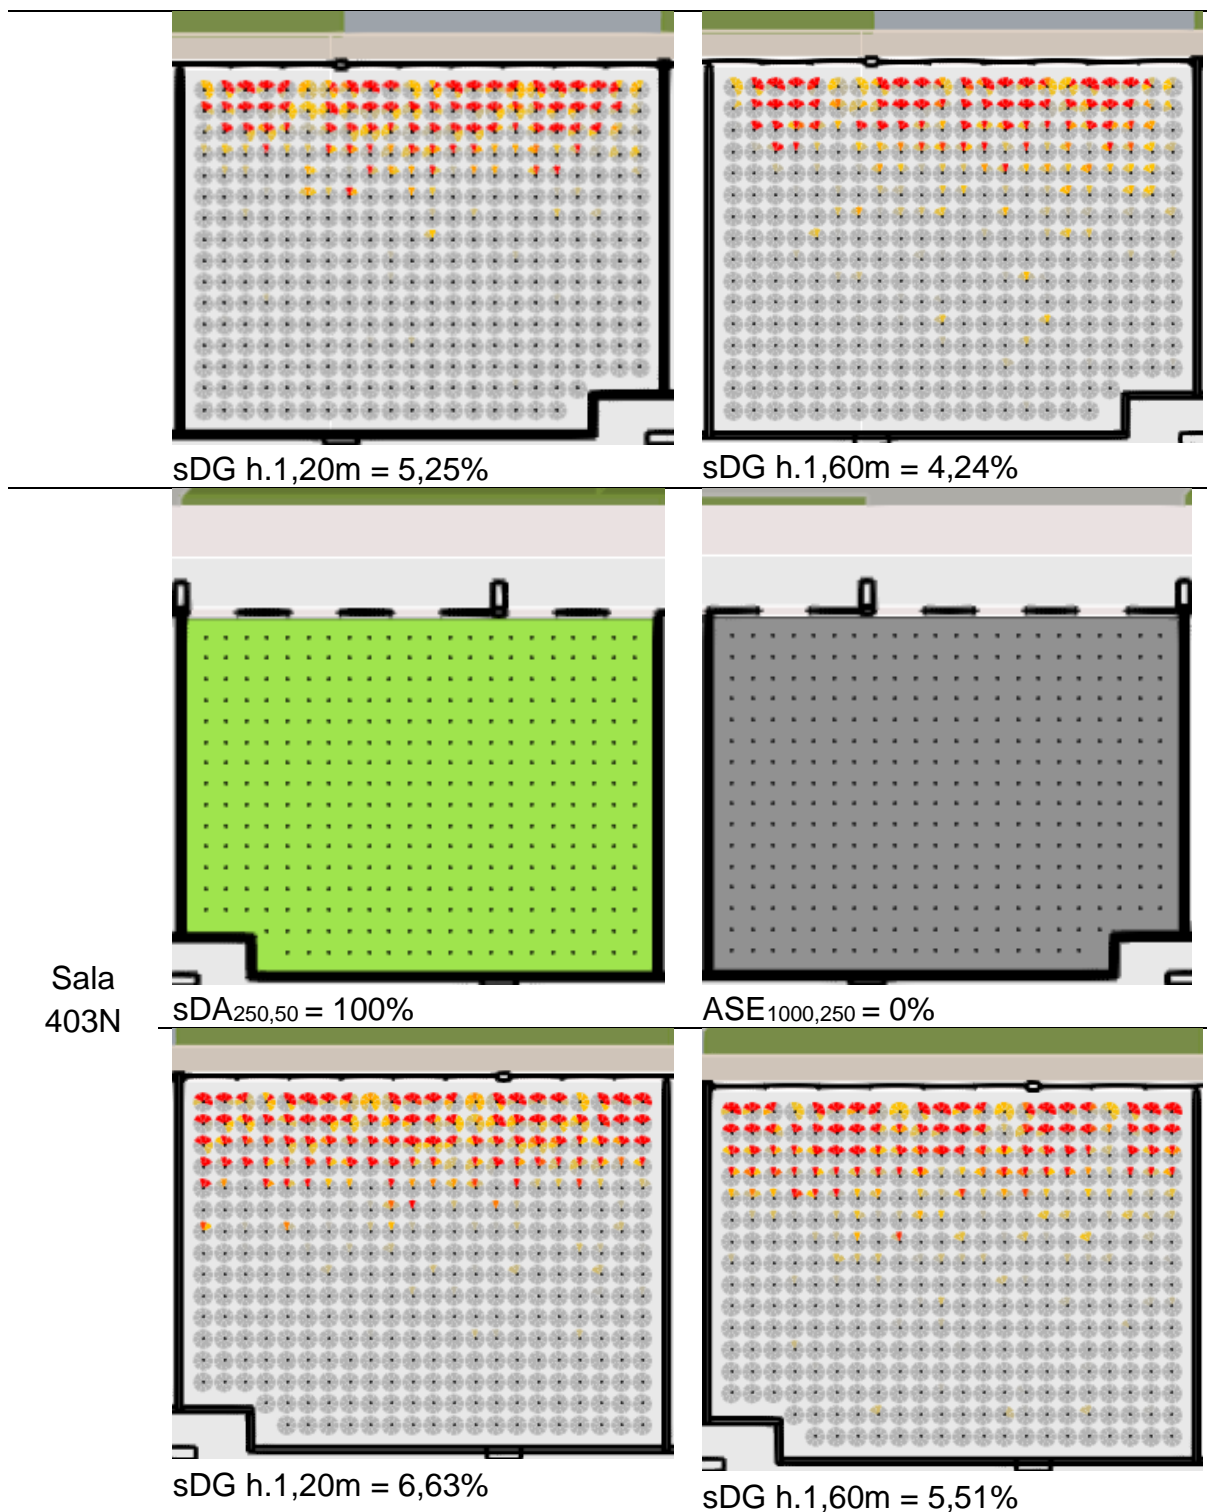 sDG h.1,20m = 5,25%
sDG h.1,60m = 4,24%
Sala
403N
sDA250,50 = 100%
ASE1000,250 = 0%
sDG h.1,20m = 6,63%
sDG h.1,60m = 5,51%